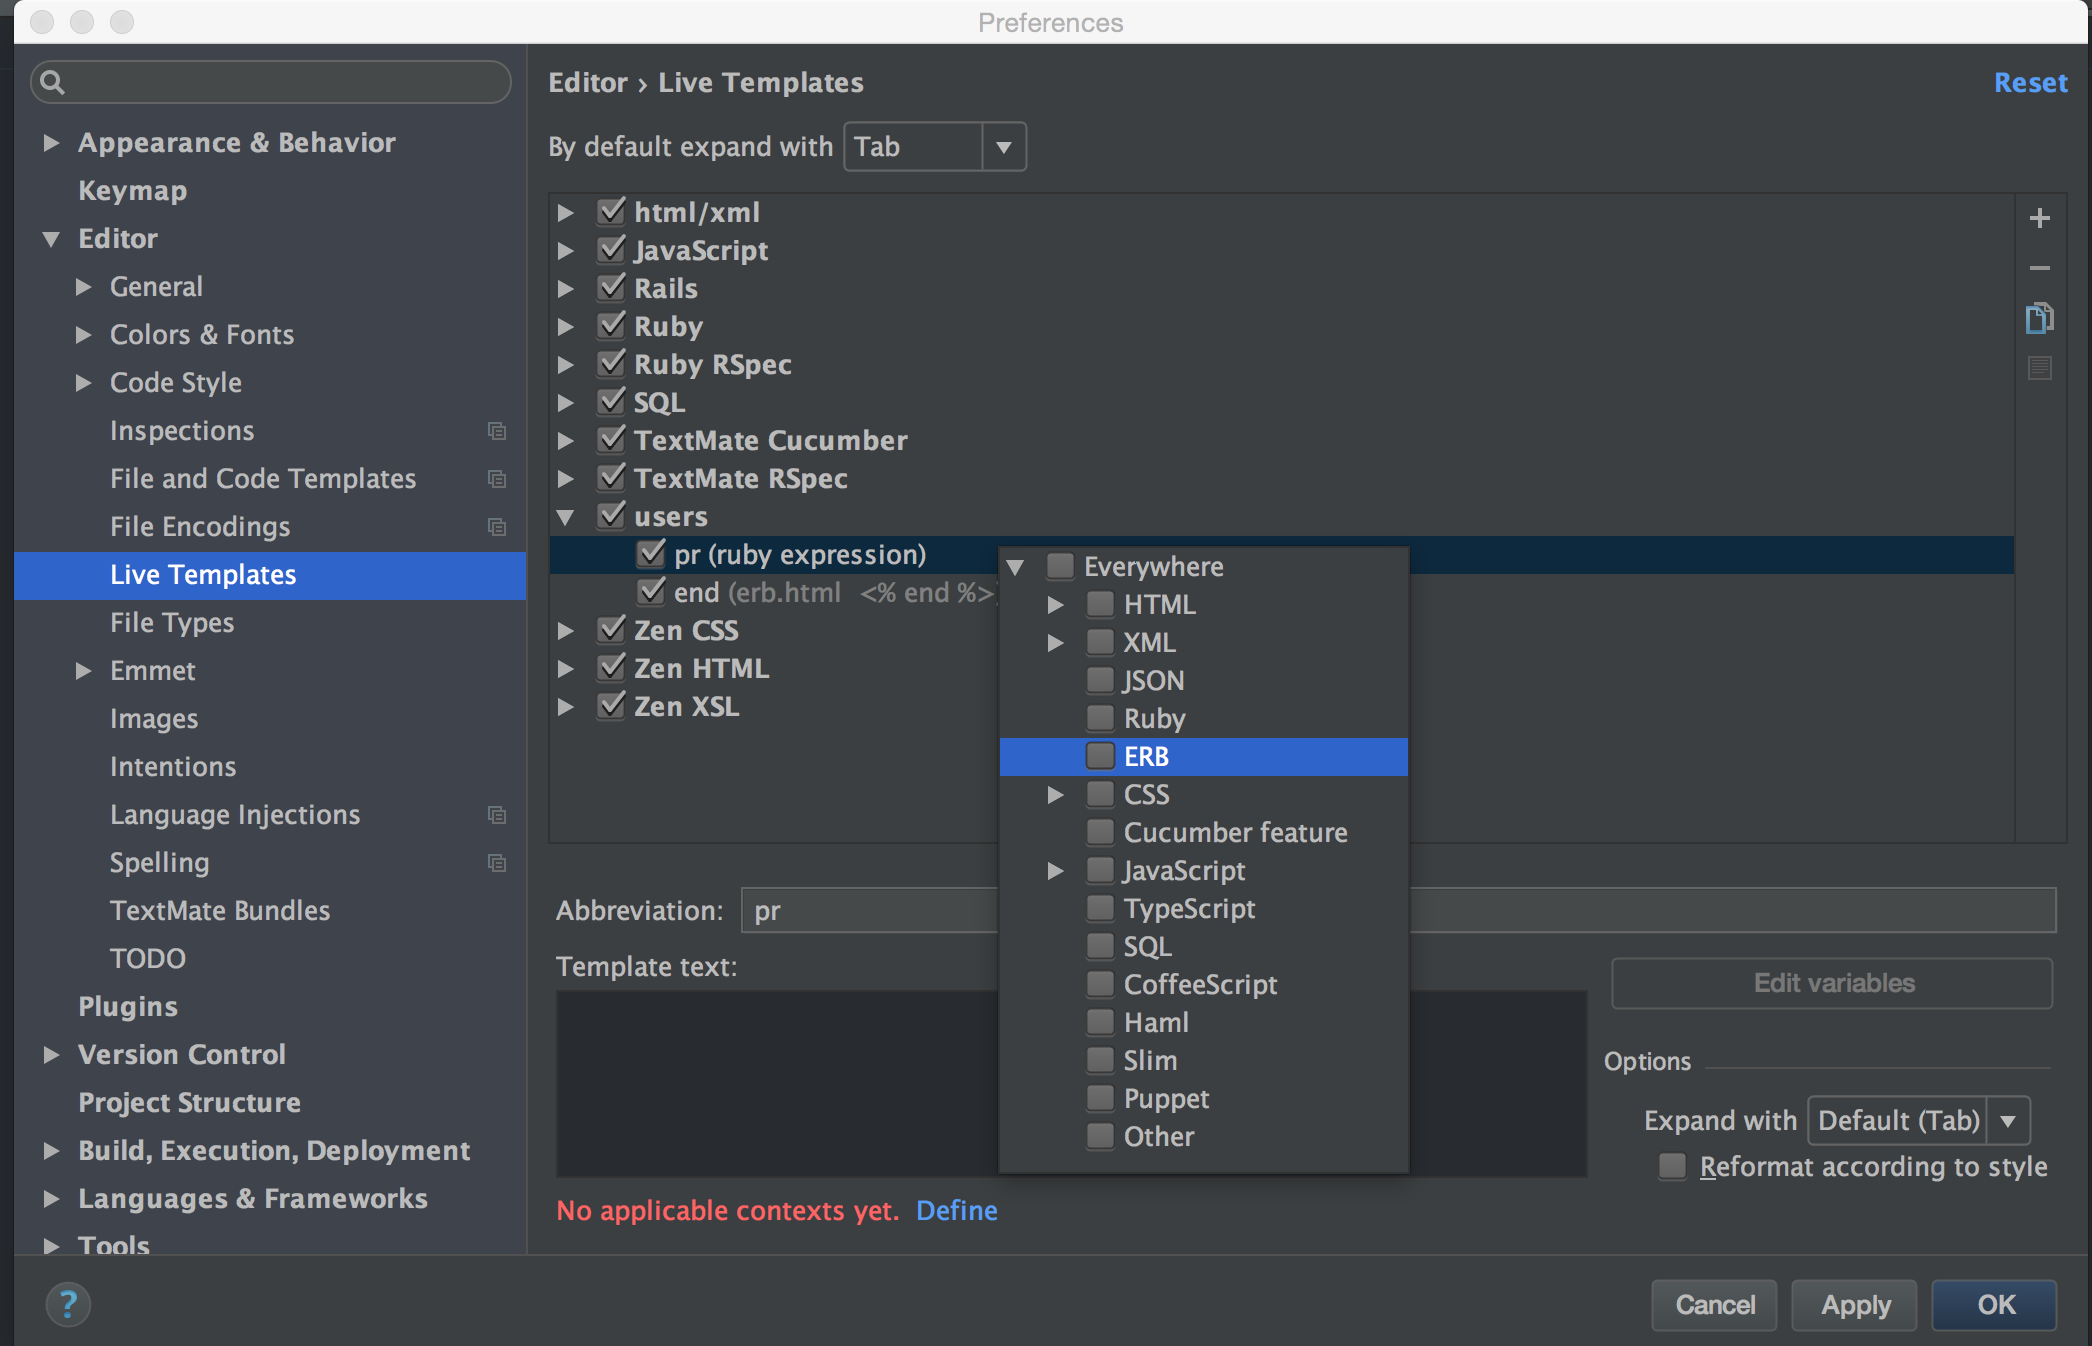 Preferences
Appearance & Behavior
Keymap
Editor
General
Colors & Fonts
Code Style
Inspections
File and Code Templates
File Encodings
Live Templates
File Types
Emmet
Images
Intentions
Language Injections
Spelling
TextMate Bundles
TODO
Plugins
Version Control
Project Structure
Build, Execution, Deployment
Languages & Frameworks
Tools
?
Editor › Live Templates
Reset
By default expand with Tab
html/xml
JavaScript
Rails
Ruby
Ruby RSpec
SQL
TextMate Cucumber
TextMate RSpec
users
pr (ruby expression)
end (erb.html <% end %>)
Zen CSS
Zen HTML
Zen XSL
Everywhere
HTML
XML
JSON
Ruby
ERB
CSS
Cucumber feature
JavaScript
TypeScript
SQL
CoffeeScript
Haml
Slim
Puppet
Other
Abbreviation: pr
Template text:
Edit variables
Options
Expand with Default (Tab)
Reformat according to style
No applicable contexts yet. Define
Cancel
Apply
OK